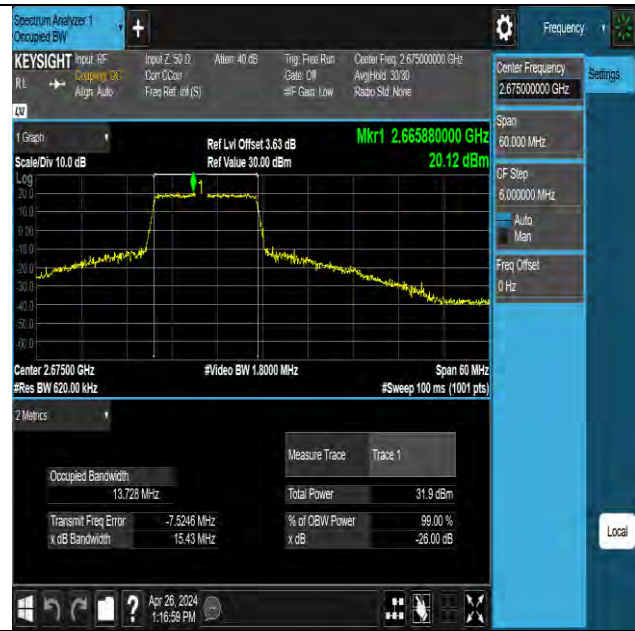 Spectrum Analyzer 1
Occupied BW
+
Frequency
KEYSIGHT Input: RF
Coupling: DC
Align: Auto
RL
Input Z: 50 Ω
Corr CCorr
Freq Ref: Int (S)
Atten: 40 dB
Trig: Free Run
Gate: Off
#IF Gain: Low
Center Freq: 2.675000000 GHz
Avg|Hold: 30/30
Radio Std: None
Center Frequency
2.675000000 GHz
Settings
Span
60.000 MHz
CF Step
6.000000 MHz
Auto
Man
Freq Offset
0 Hz
1 Graph
Scale/Div 10.0 dB
Ref Lvl Offset 3.63 dB
Ref Value 30.00 dBm
Mkr1 2.665880000 GHz
20.12 dBm
Log
20.0
10.0
0.00
-10.0
-20.0
-30.0
-40.0
-50.0
-60.0
1
Center 2.67500 GHz
#Res BW 620.00 kHz
#Video BW 1.8000 MHz
Span 60 MHz
#Sweep 100 ms (1001 pts)
2 Metrics
Measure Trace Trace 1
Occupied Bandwidth
13.728 MHz
Total Power 31.9 dBm
Transmit Freq Error -7.5246 MHz
% of OBW Power 99.00 %
x dB Bandwidth 15.43 MHz
x dB -26.00 dB
Local
?
Apr 26, 2024
1:16:59 PM